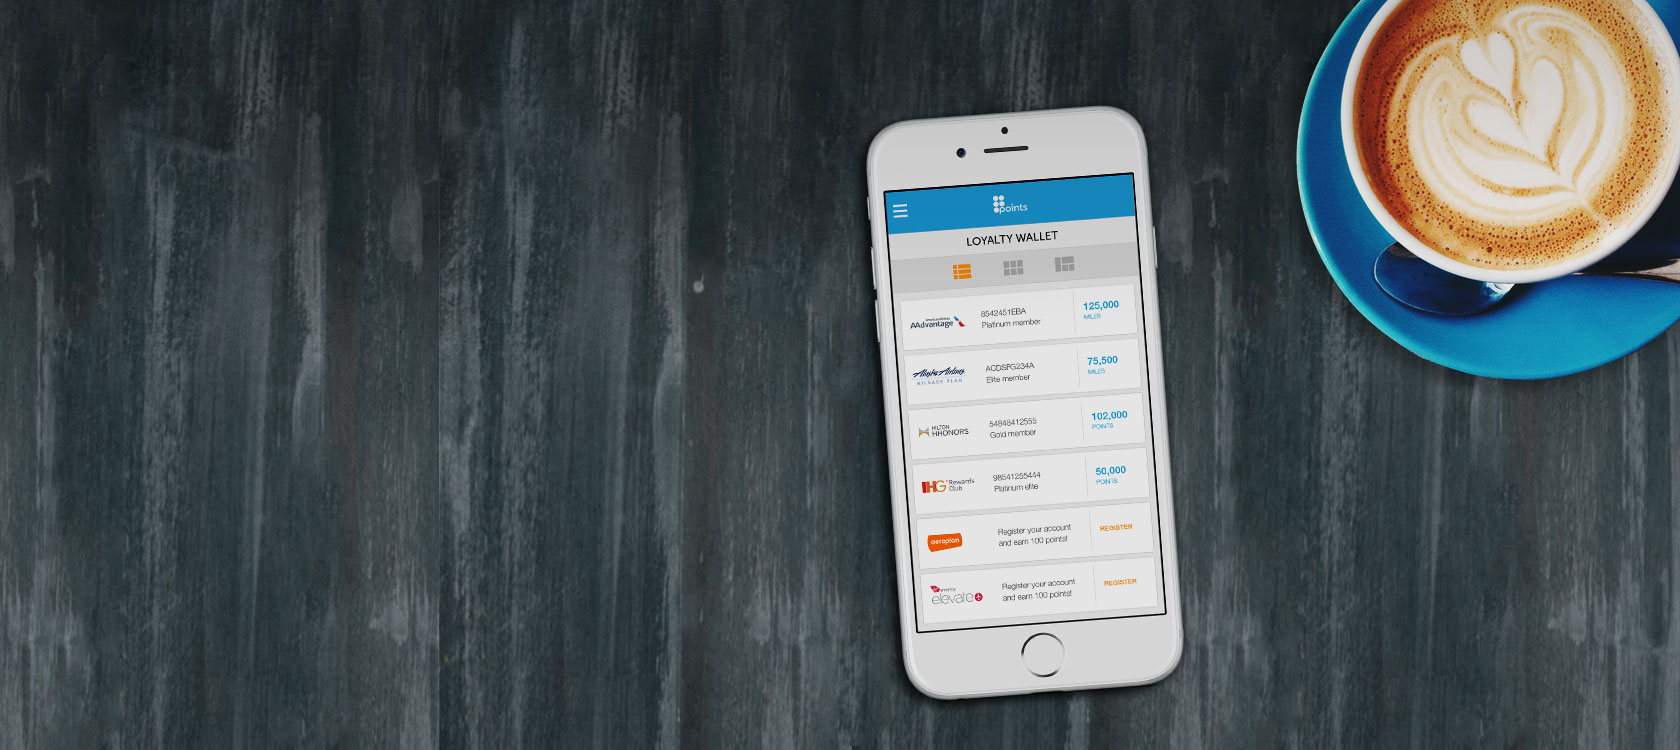 points
LOYALTY WALLET
American Airlines
AAdvantage
8542451EBA
Platinum member
125,000
MILES
Alaska Airlines
MILEAGE PLAN
ACDSFG234A
Elite member
75,500
MILES
HILTON
HHONORS
54848412555
Gold member
102,000
POINTS
IHG Rewards
Club
98541255444
Platinum elite
50,000
POINTS
aeroplan
Register your account
and earn 100 points!
REGISTER
america
elevate
Register your account
and earn 100 points!
REGISTER